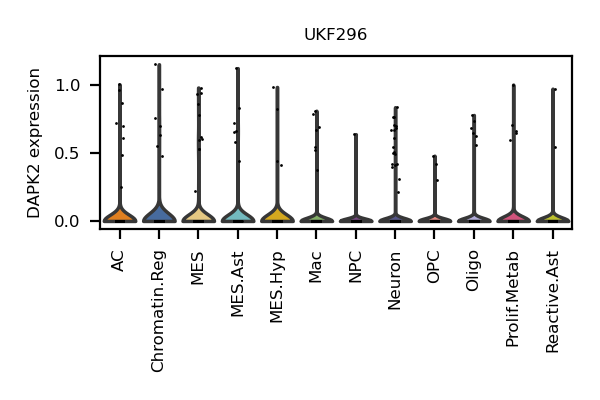 UKF296
DAPK2 expression
1.0
0.5
0.0
AC
Chromatin.Reg
MES
MES.Ast
MES.Hyp
Mac
NPC
Neuron
OPC
Oligo
Prolif.Metab
Reactive.Ast